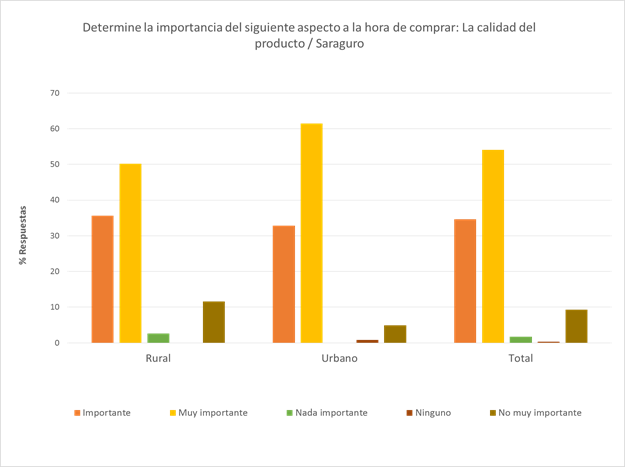 Determine la importancia del siguiente aspecto a la hora de comprar: La calidad del
producto / Saraguro
70
60
50
40
30
20
10
0
% Respuestas
Rural
Urbano
Total
Importante
Muy importante
Nada importante
Ninguno
No muy importante